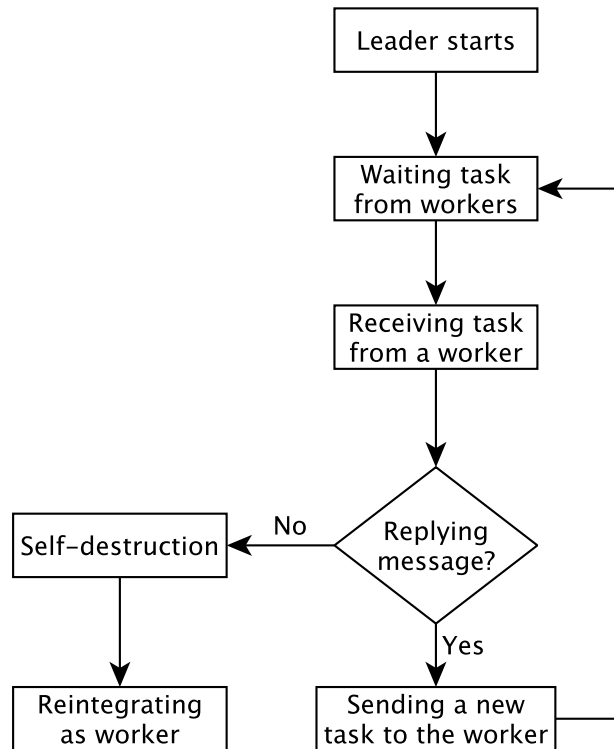 Leader starts
Waiting task
from workers
Receiving task
from a worker
Replying
message?
No
Self-destruction
Yes
Reintegrating
as worker
Sending a new
task to the worker